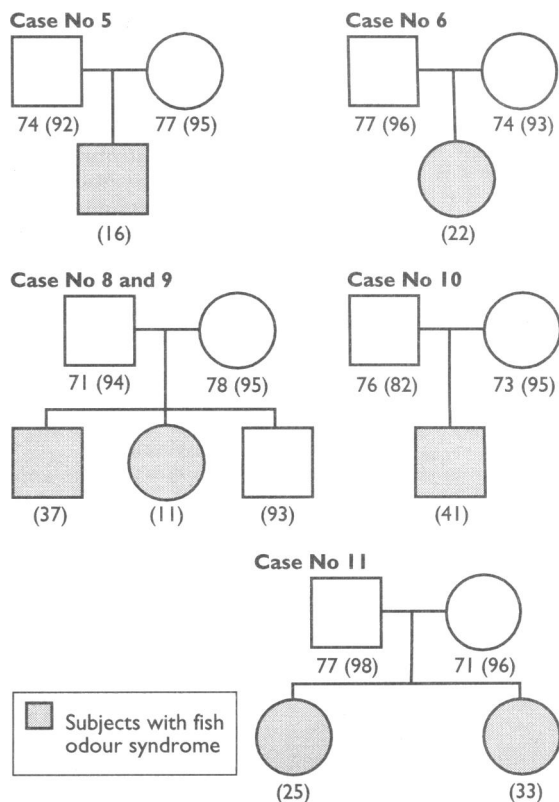 Case No 5
74 (92) 77 (95)
(16)
Case No 6
77 (96) 74 (93)
(22)
Case No 8 and 9
71 (94) 78 (95)
(37) (11) (93)
Case No 10
76 (82) 73 (95)
(41)
Case No 11
77 (98) 71 (96)
(25) (33)
Subjects with fish
odour syndrome